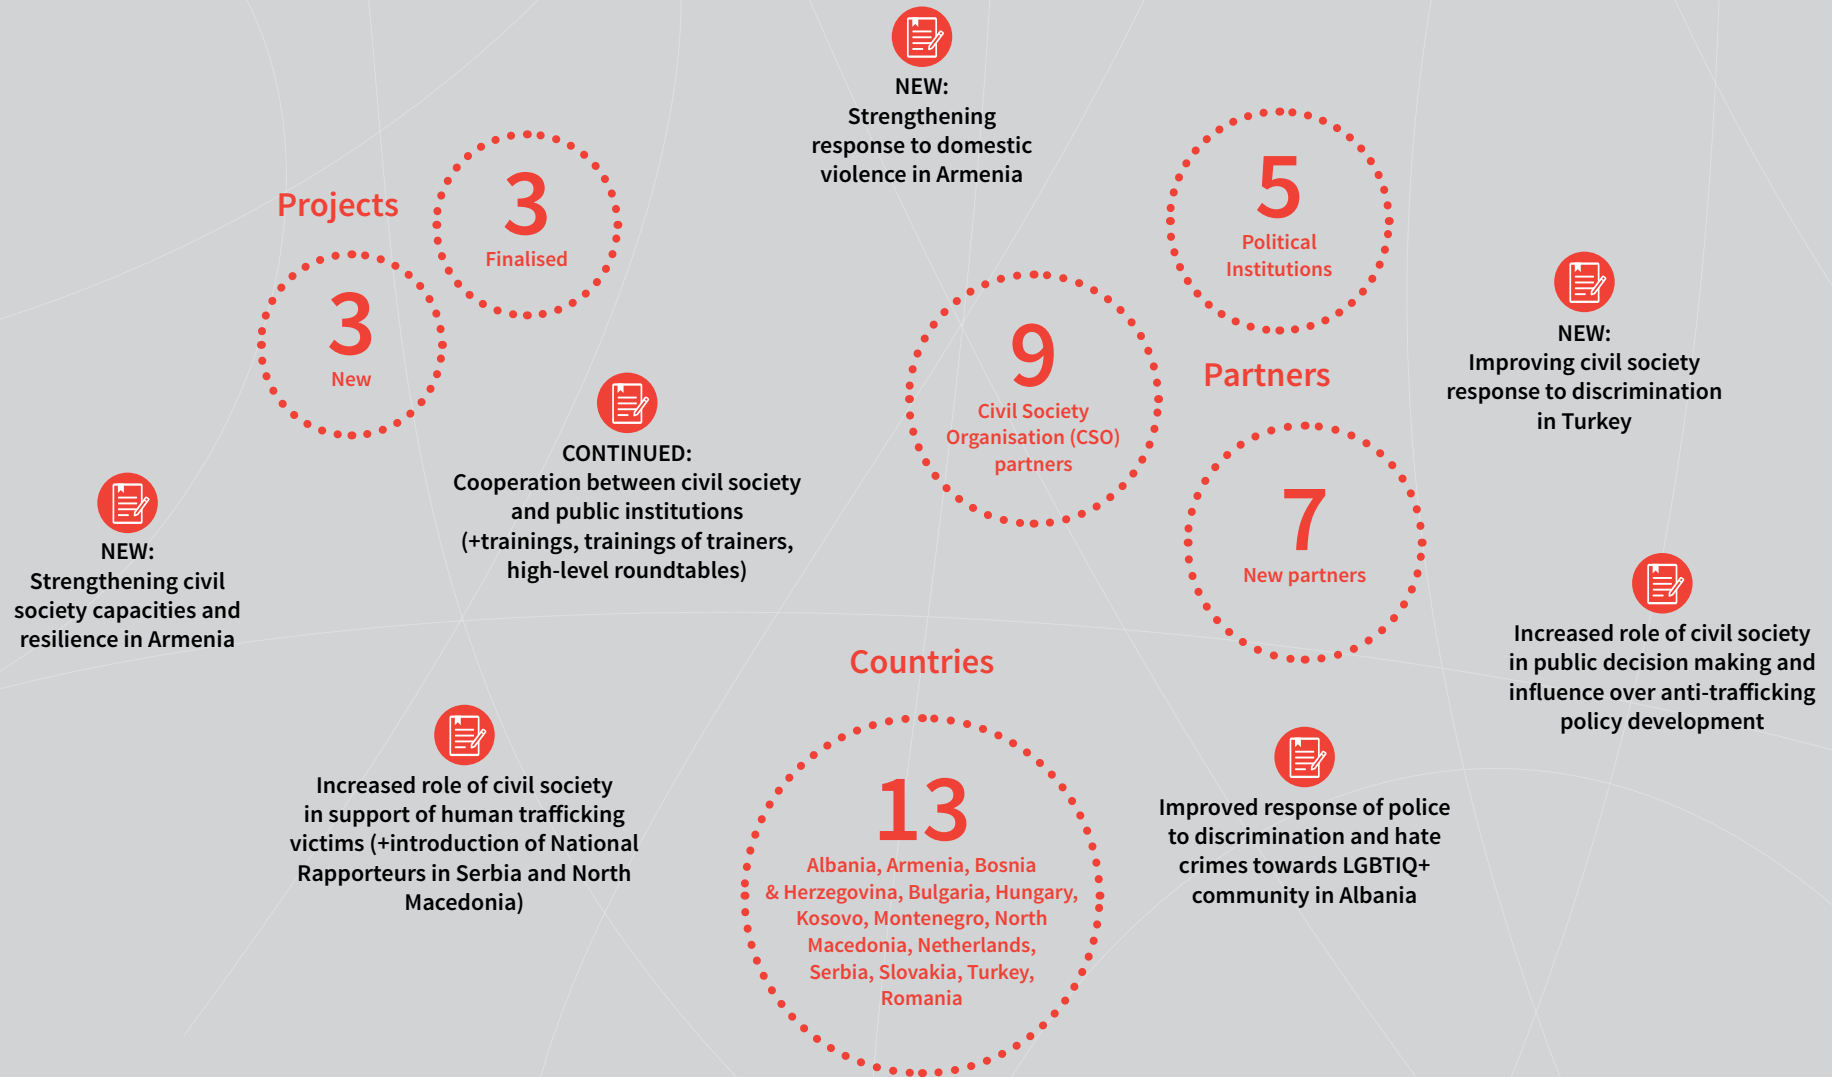 Projects
3
Finalised
3
New
NEW:
Strengthening
response to domestic
violence in Armenia
5
Political
Institutions
9
Civil Society
Organisation (CSO)
partners
Partners
7
New partners
NEW:
Improving civil society
response to discrimination
in Turkey
CONTINUED:
Cooperation between civil society
and public institutions
(+trainings, trainings of trainers,
high-level roundtables)
NEW:
Strengthening civil
society capacities and
resilience in Armenia
Increased role of civil society
in public decision making and
influence over anti-trafficking
policy development
Countries
13
Albania, Armenia, Bosnia
& Herzegovina, Bulgaria, Hungary,
Kosovo, Montenegro, North
Macedonia, Netherlands,
Serbia, Slovakia, Turkey,
Romania
Increased role of civil society
in support of human trafficking
victims (+introduction of National
Rapporteurs in Serbia and North
Macedonia)
Improved response of police
to discrimination and hate
crimes towards LGBTIQ+
community in Albania